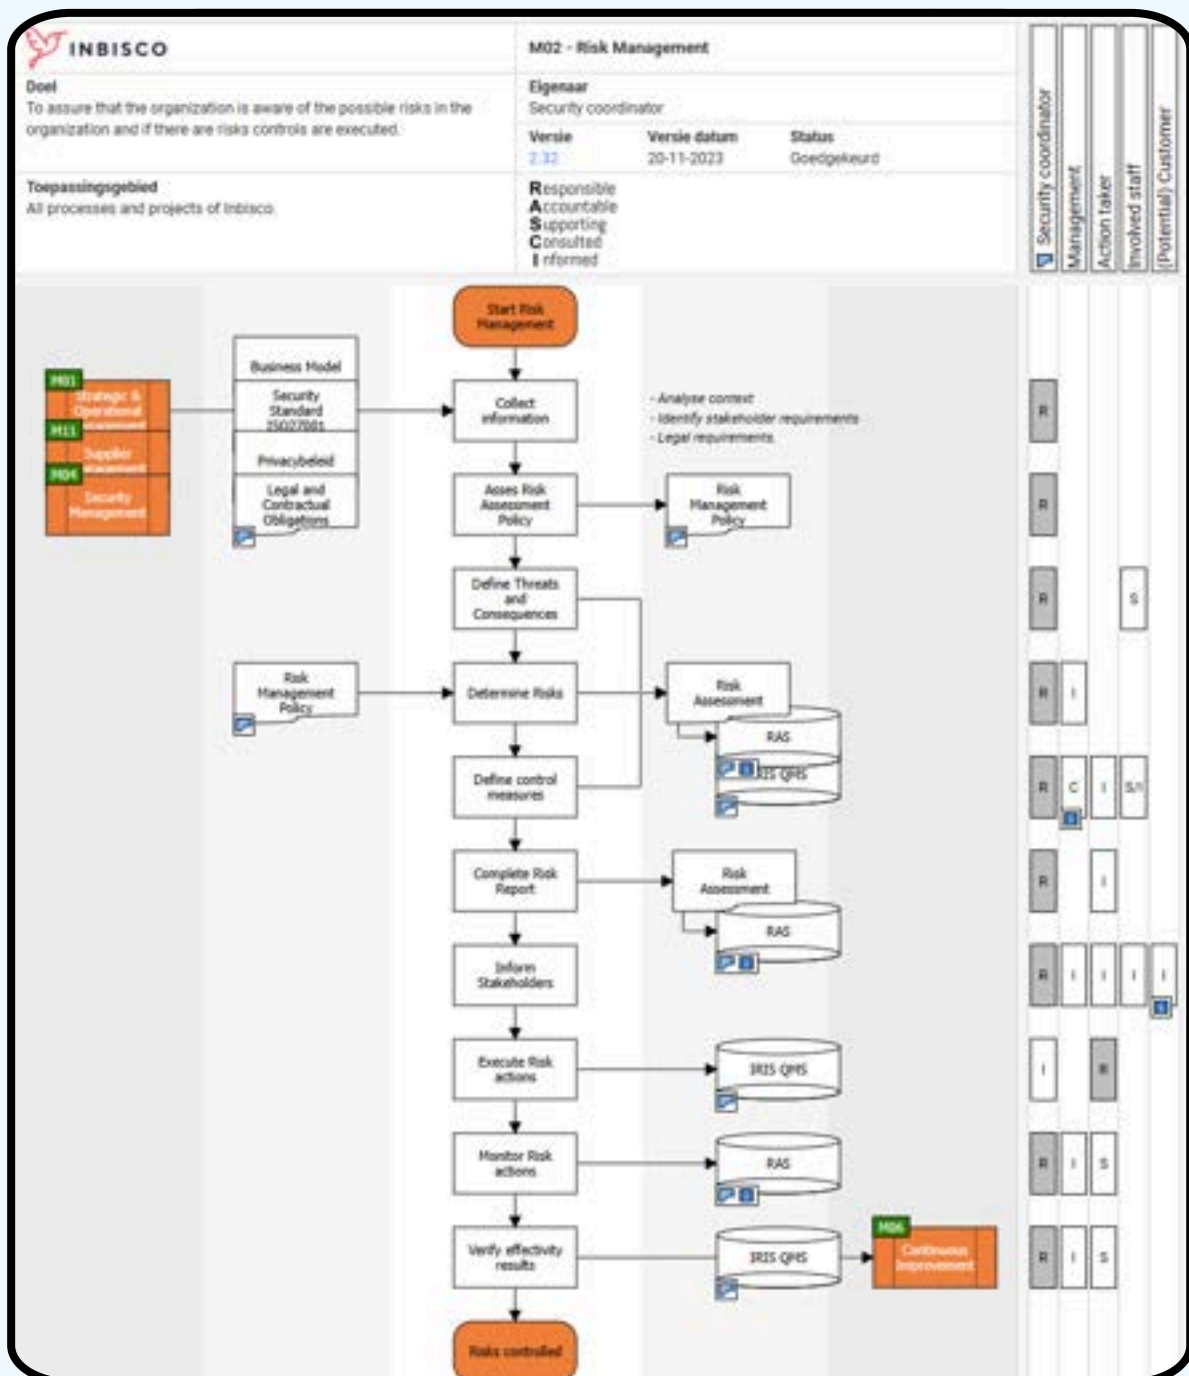 INBISCO
M02 - Risk Management
Doel
To assure that the organization is aware of the possible risks in the
organization and if there are risks controls are executed.
Eigenaar
Security coordinator
Versie
Versie datum
Status
2.32
20-11-2023
Goedgekeurd
Toepassingsgebied
All processes and projects of Inbisco.
Responsible
Accountable
Supporting
Consulted
Informed
Security coordinator
Management
Action taker
Involved staff
(Potential) Customer
Start Risk
Management
M01
Strategic &
Operational
M11
Supplier
M04
Security
Management
Business Model
Security
Standard
ISO27001
Privacybeleid
Legal and
Contractual
Obligations
Collect
information
- Analyse context
- Identify stakeholder requirements
- Legal requirements.
R
Asses Risk
Assessment
Policy
Risk
Management
Policy
R
Define Threats
and
Consequences
R
S
Risk
Management
Policy
Determine Risks
Risk
Assessment
RAS
IRIS QMS
R
I
Define control
measures
R
C
I
S/I
Complete Risk
Report
Risk
Assessment
RAS
R
I
Inform
Stakeholders
R
I
I
I
I
Execute Risk
actions
IRIS QMS
I
R
Monitor Risk
actions
RAS
R
I
S
Verify effectivity
results
IRIS QMS
M06
Continuous
Improvement
R
I
S
Risks controlled